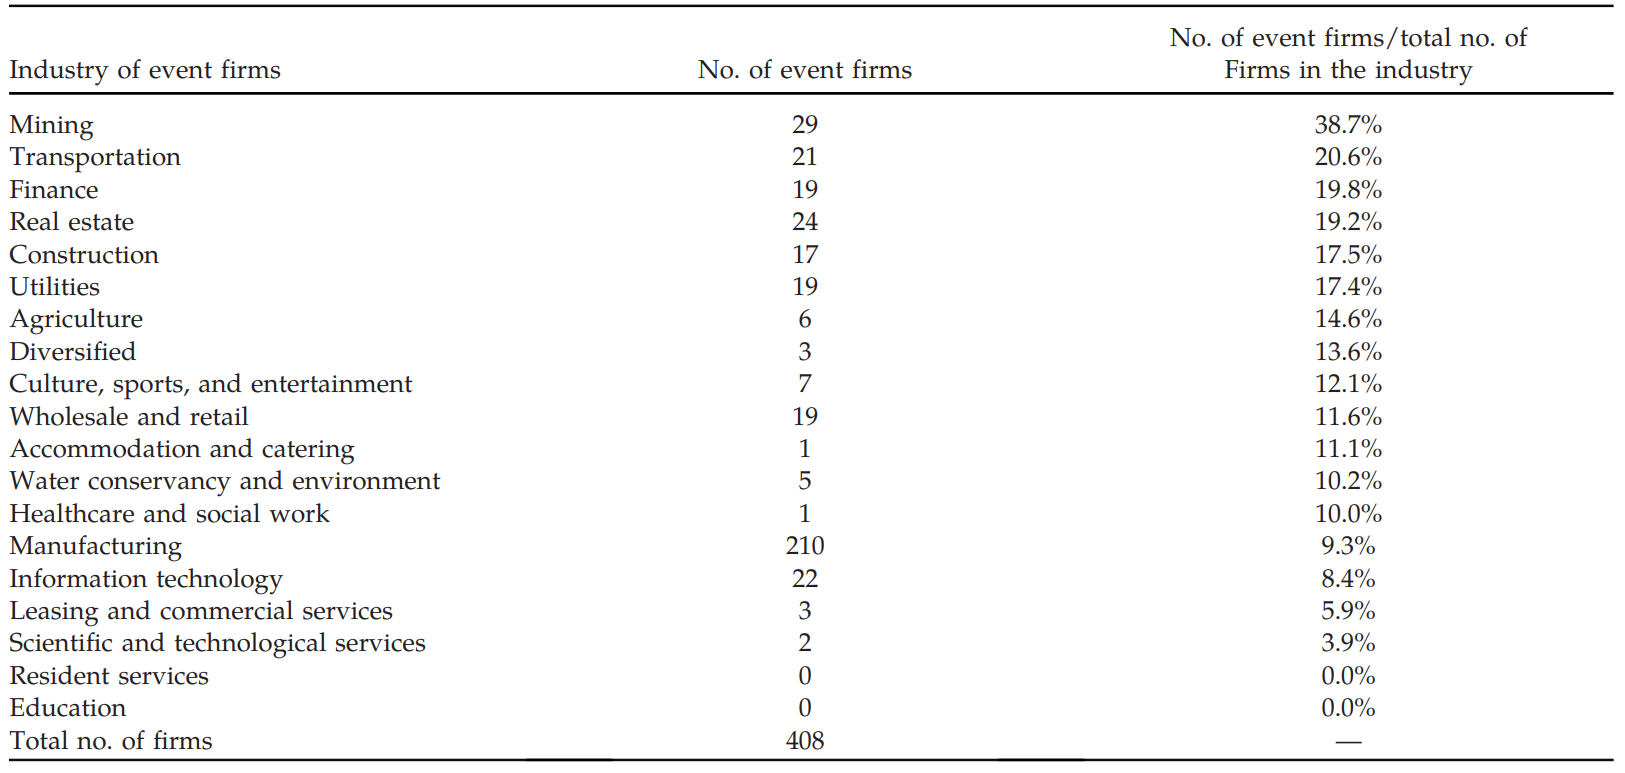 No. of event firms/total no. of
Industry of event firms No. of event firms Firms in the industry
Mining 29 38.7%
Transportation 21 20.6%
Finance 19 19.8%
Real estate 24 19.2%
Construction 17 17.5%
Utilities 19 17.4%
Agriculture 6 14.6%
Diversified 3 13.6%
Culture, sports, and entertainment 7 12.1%
Wholesale and retail 19 11.6%
Accommodation and catering 1 11.1%
Water conservancy and environment 5 10.2%
Healthcare and social work 1 10.0%
Manufacturing 210 9.3%
Information technology 22 8.4%
Leasing and commercial services 3 5.9%
Scientific and technological services 2 3.9%
Resident services 0 0.0%
Education 0 0.0%
Total no. of firms 408 —